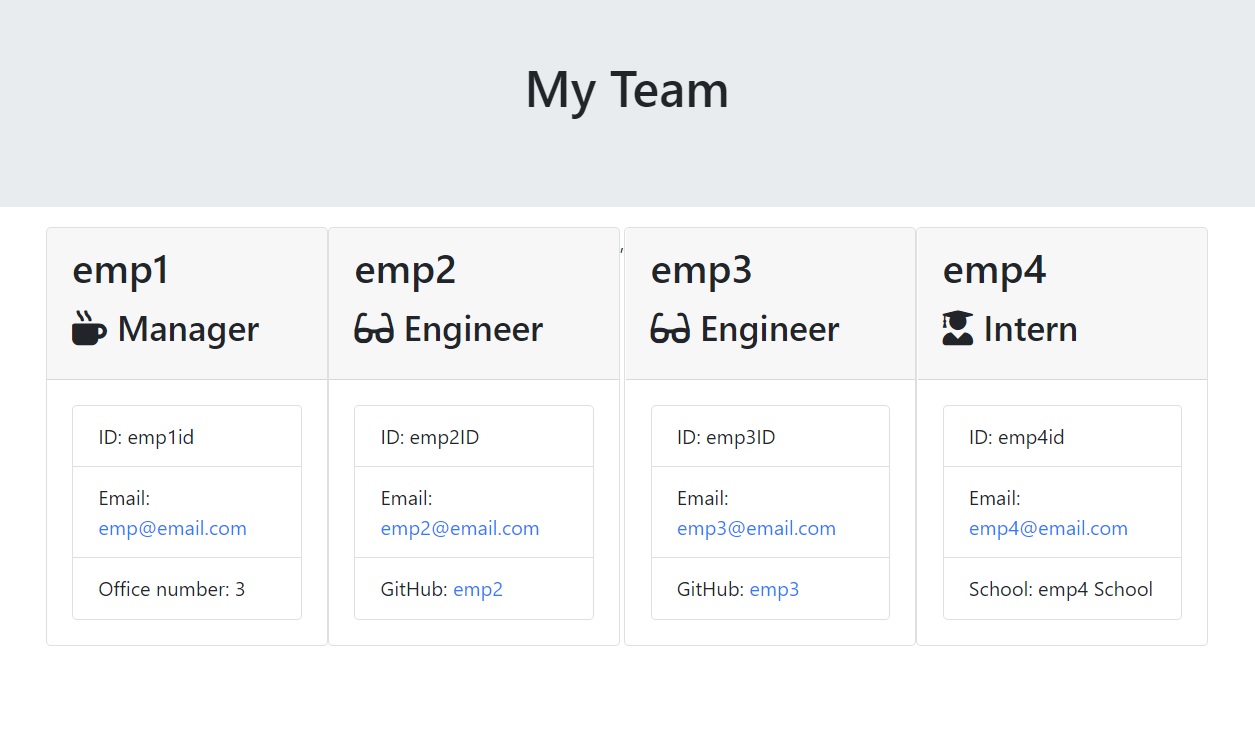 My Team
emp1
Manager
ID: emp1id
Email:
emp@email.com
Office number: 3
emp2
Engineer
ID: emp2ID
Email:
emp2@email.com
GitHub: emp2
,
emp3
Engineer
ID: emp3ID
Email:
emp3@email.com
GitHub: emp3
emp4
Intern
ID: emp4id
Email:
emp4@email.com
School: emp4 School